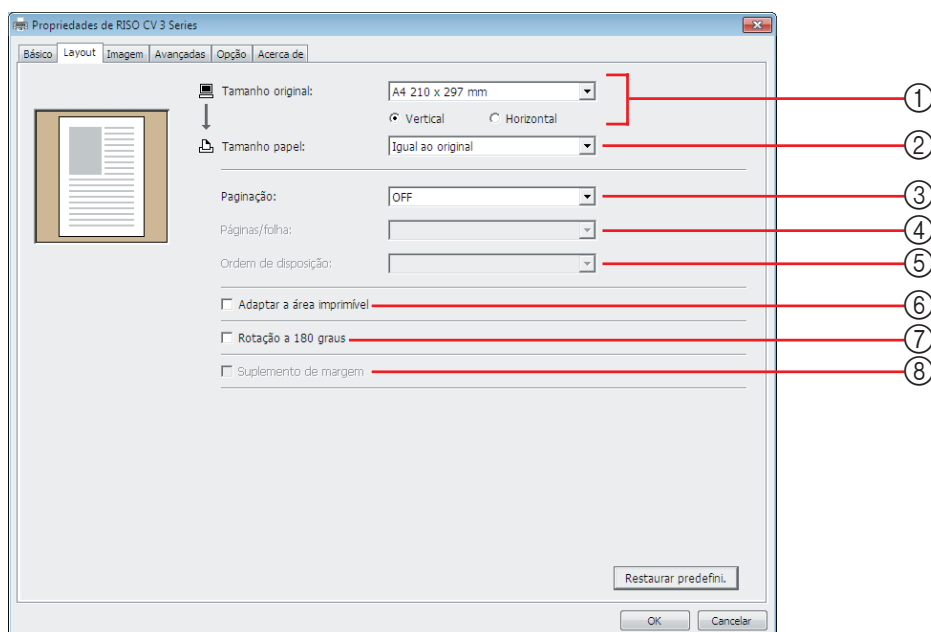 Propriedades de RISO CV 3 Series
Básico Layout Imagem Avançadas Opção Acerca de
Tamanho original: A4 210 x 297 mm ①
Vertical Horizontal
Tamanho papel: Igual ao original ②
Paginação: OFF ③
Páginas/folha: ④
Ordem de disposição: ⑤
Adaptar a área imprimível ⑥
Rotação a 180 graus ⑦
Suplemento de margem ⑧
Restaurar predefini.
OK Cancelar